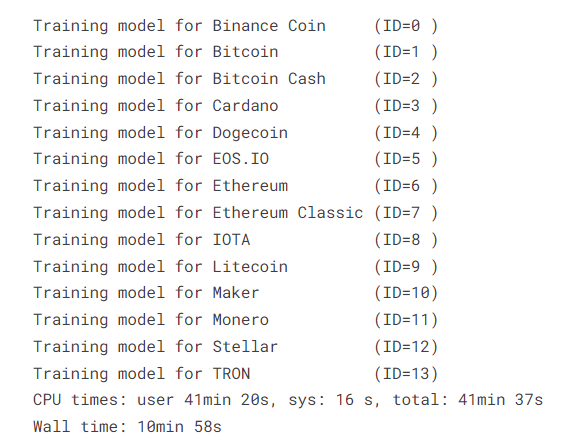 Training model for Binance Coin     (ID=0 )
Training model for Bitcoin          (ID=1 )
Training model for Bitcoin Cash     (ID=2 )
Training model for Cardano          (ID=3 )
Training model for Dogecoin         (ID=4 )
Training model for EOS.IO           (ID=5 )
Training model for Ethereum         (ID=6 )
Training model for Ethereum Classic (ID=7 )
Training model for IOTA             (ID=8 )
Training model for Litecoin         (ID=9 )
Training model for Maker            (ID=10)
Training model for Monero           (ID=11)
Training model for Stellar          (ID=12)
Training model for TRON             (ID=13)
CPU times: user 41min 20s, sys: 16 s, total: 41min 37s
Wall time: 10min 58s